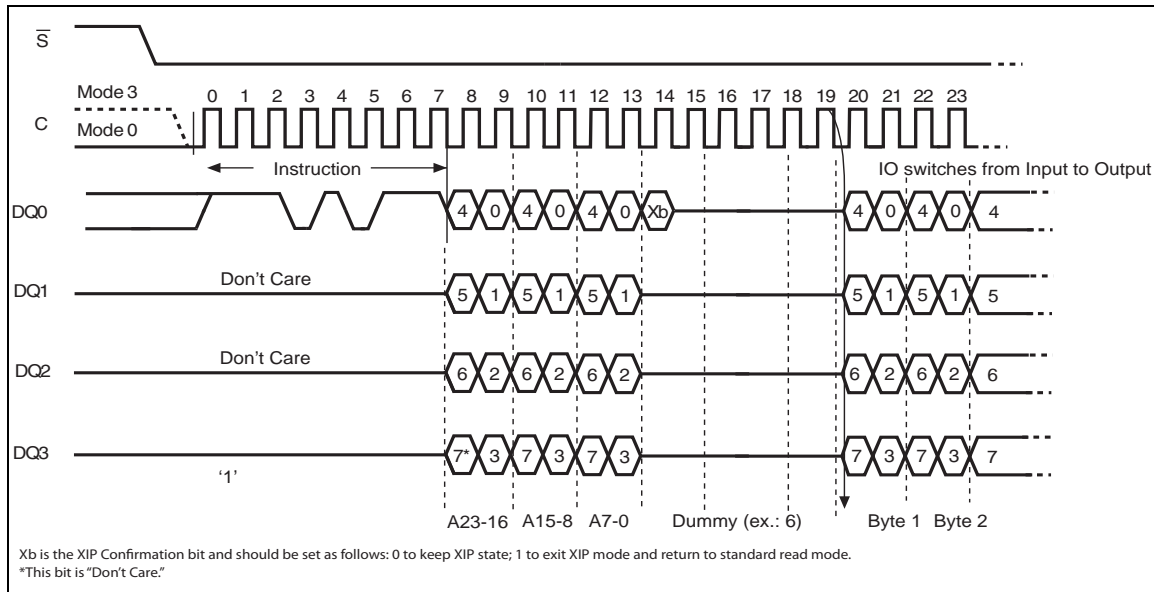 S
Mode 3
C
Mode 0
0 1 2 3 4 5 6 7 8 9 10 11 12 13 14 15 16 17 18 19 20 21 22 23
Instruction
IO switches from Input to Output
DQ0
4 0 4 0 4 0 Xb 4 0 4 0 4
DQ1
Don't Care
5 1 5 1 5 1 5 1 5 1 5
DQ2
Don't Care
6 2 6 2 6 2 6 2 6 2 6
DQ3
'1'
7* 3 7 3 7 3 7 3 7 3 7
A23-16 A15-8 A7-0 Dummy (ex.: 6) Byte 1 Byte 2
Xb is the XIP Confirmation bit and should be set as follows: 0 to keep XIP state; 1 to exit XIP mode and return to standard read mode.
*This bit is "Don't Care."